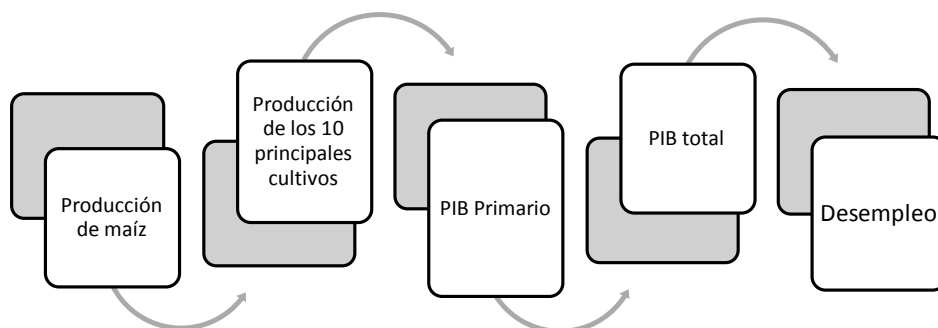 Producción
de maíz
Producción
de los 10
principales
cultivos
PIB Primario
PIB total
Desempleo